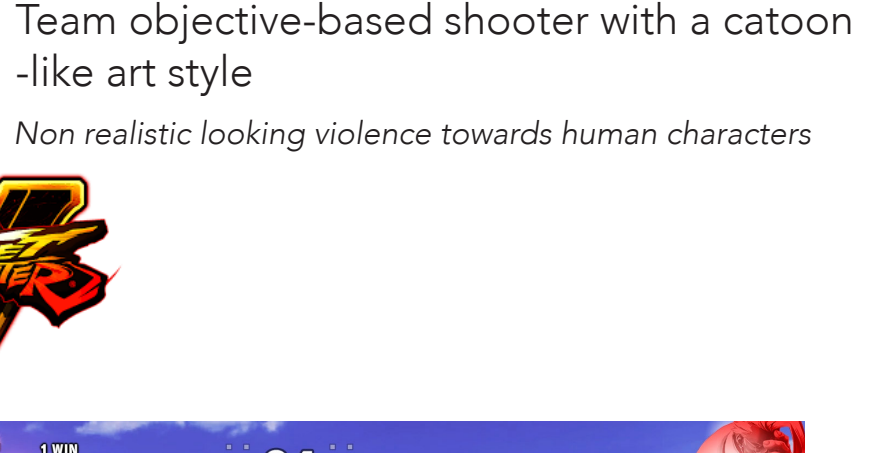 Team objective-based shooter with a catoon
-like art style
Non realistic looking violence towards human characters
1 WIN